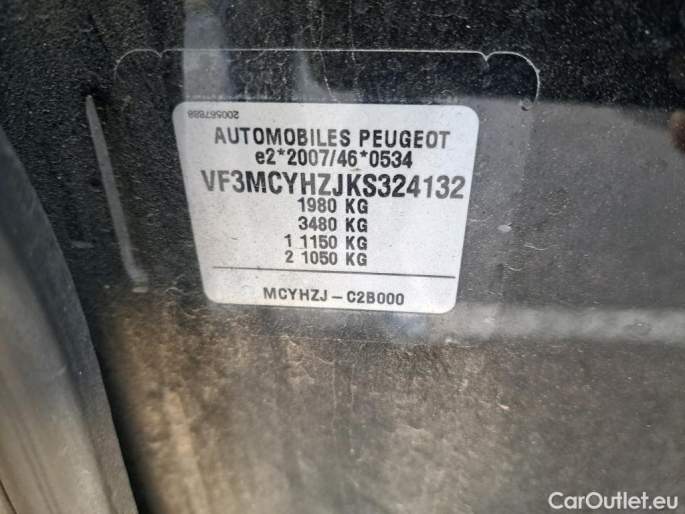 200567888
AUTOMOBILES PEUGEOT
e2*2007/46*0534
VF3MCYHZJKS324132
1980 KG
3480 KG
1 1150 KG
2 1050 KG
MCYHZJ – C2B000
CarOutlet.eu